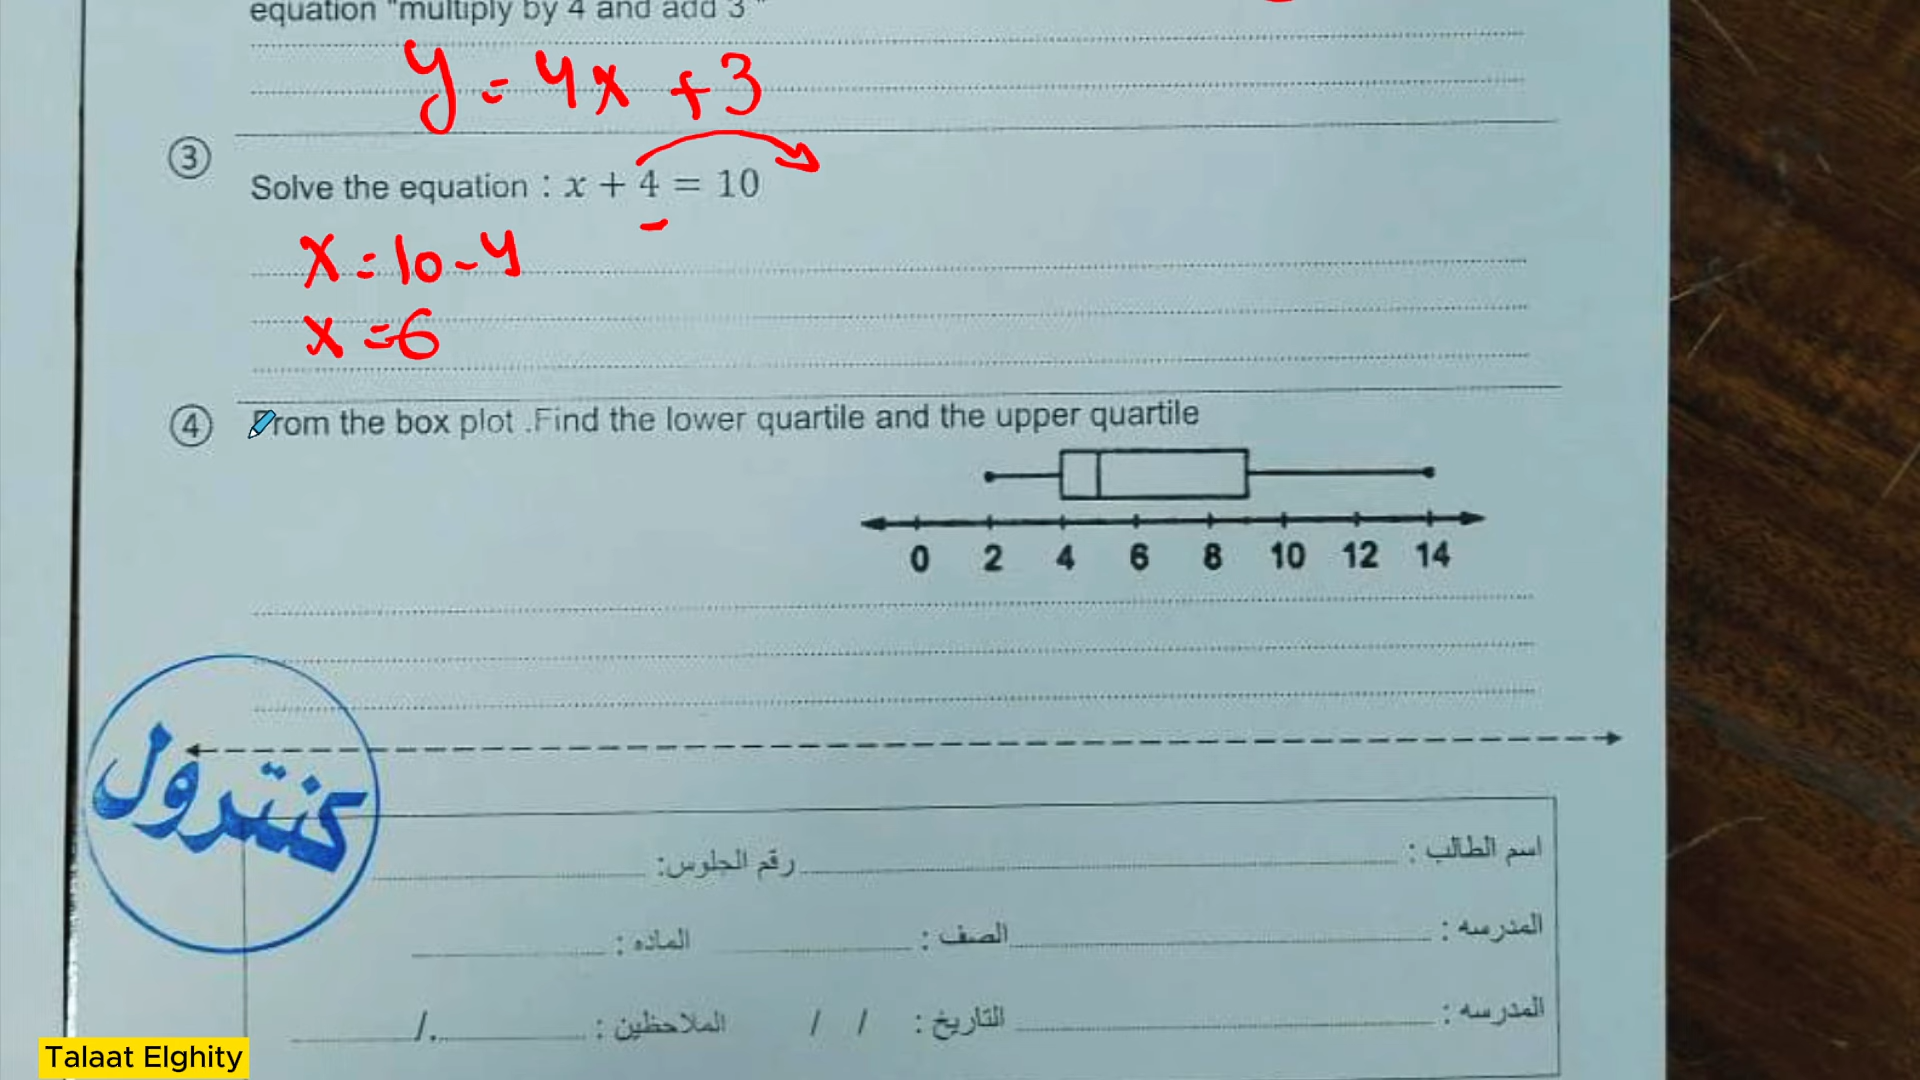 equation "multiply by 4 and add 3 "
y = 4x + 3
③
Solve the equation : x + 4 = 10
x = 10 - 4
x = 6
④ From the box plot .Find the lower quartile and the upper quartile
0 2 4 6 8 10 12 14
كنترول
اسم الطالب : رقم الجلوس:
المدرسه : الصف : الماده :
المدرسه : التاريخ : / / الملاحظين : ./
Talaat Elghity